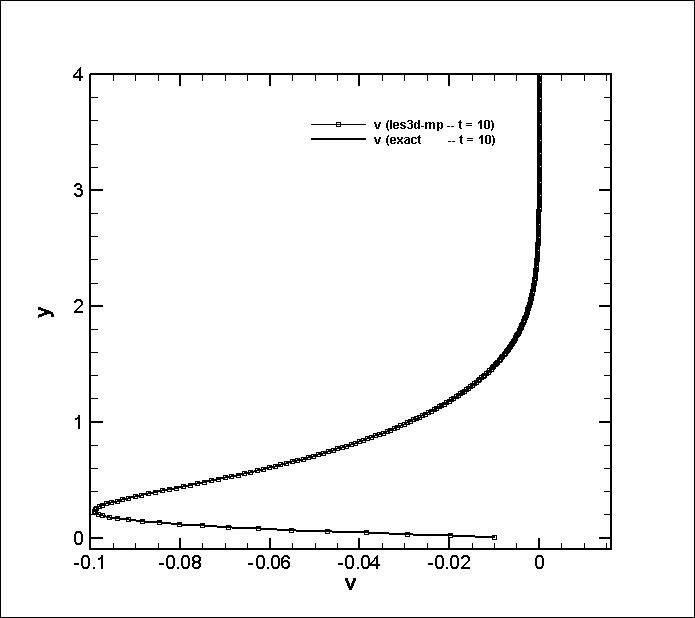 4
v (les3d-mp -- t = 10)
v (exact -- t = 10)
3
y
2
1
0
-0.1 -0.08 -0.06 -0.04 -0.02 0
v